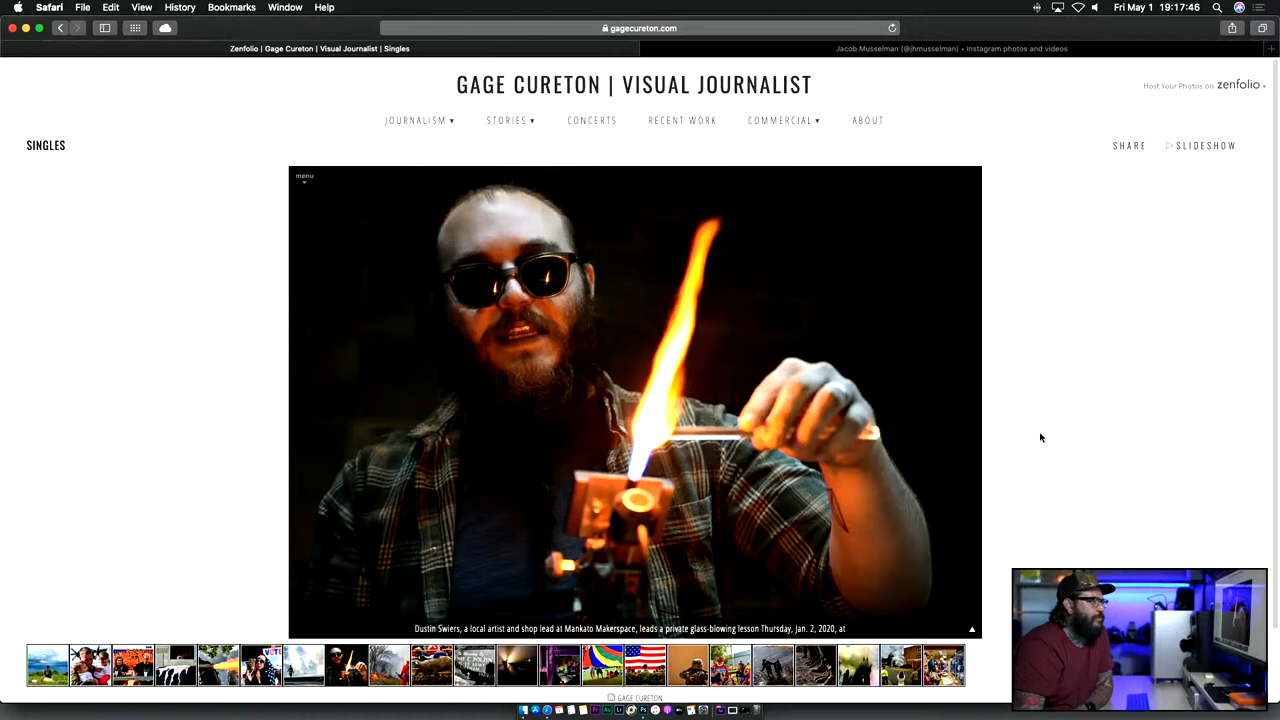 Safari File Edit View History Bookmarks Window Help
Fri May 1 19:17:46
gagecureton.com
Zenfolio | Gage Cureton | Visual Journalist | Singles
Jacob Musselman (@jhmusselman) • Instagram photos and videos
GAGE CURETON | VISUAL JOURNALIST
Host Your Photos on zenfolio »
JOURNALISM ▾ STORIES ▾ CONCERTS RECENT WORK COMMERCIAL ▾ ABOUT
SINGLES
SHARE SLIDESHOW
menu
Dustin Swiers, a local artist and shop lead at Mankato Makerspace, leads a private glass-blowing lesson Thursday, Jan. 2, 2020, at
GAGE CURETON